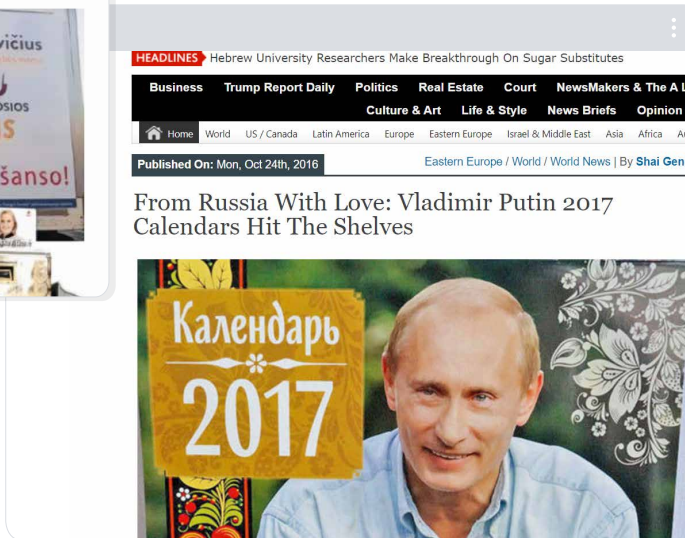 vičius
SIOS
šanso!
HEADLINES Hebrew University Researchers Make Breakthrough On Sugar Substitutes
Business Trump Report Daily Politics Real Estate Court NewsMakers & The A L
Culture & Art Life & Style News Briefs Opinion
Home World US / Canada Latin America Europe Eastern Europe Israel & Middle East Asia Africa A
Published On: Mon, Oct 24th, 2016
Eastern Europe / World / World News | By Shai Gen
From Russia With Love: Vladimir Putin 2017
Calendars Hit The Shelves
Календарь
2017